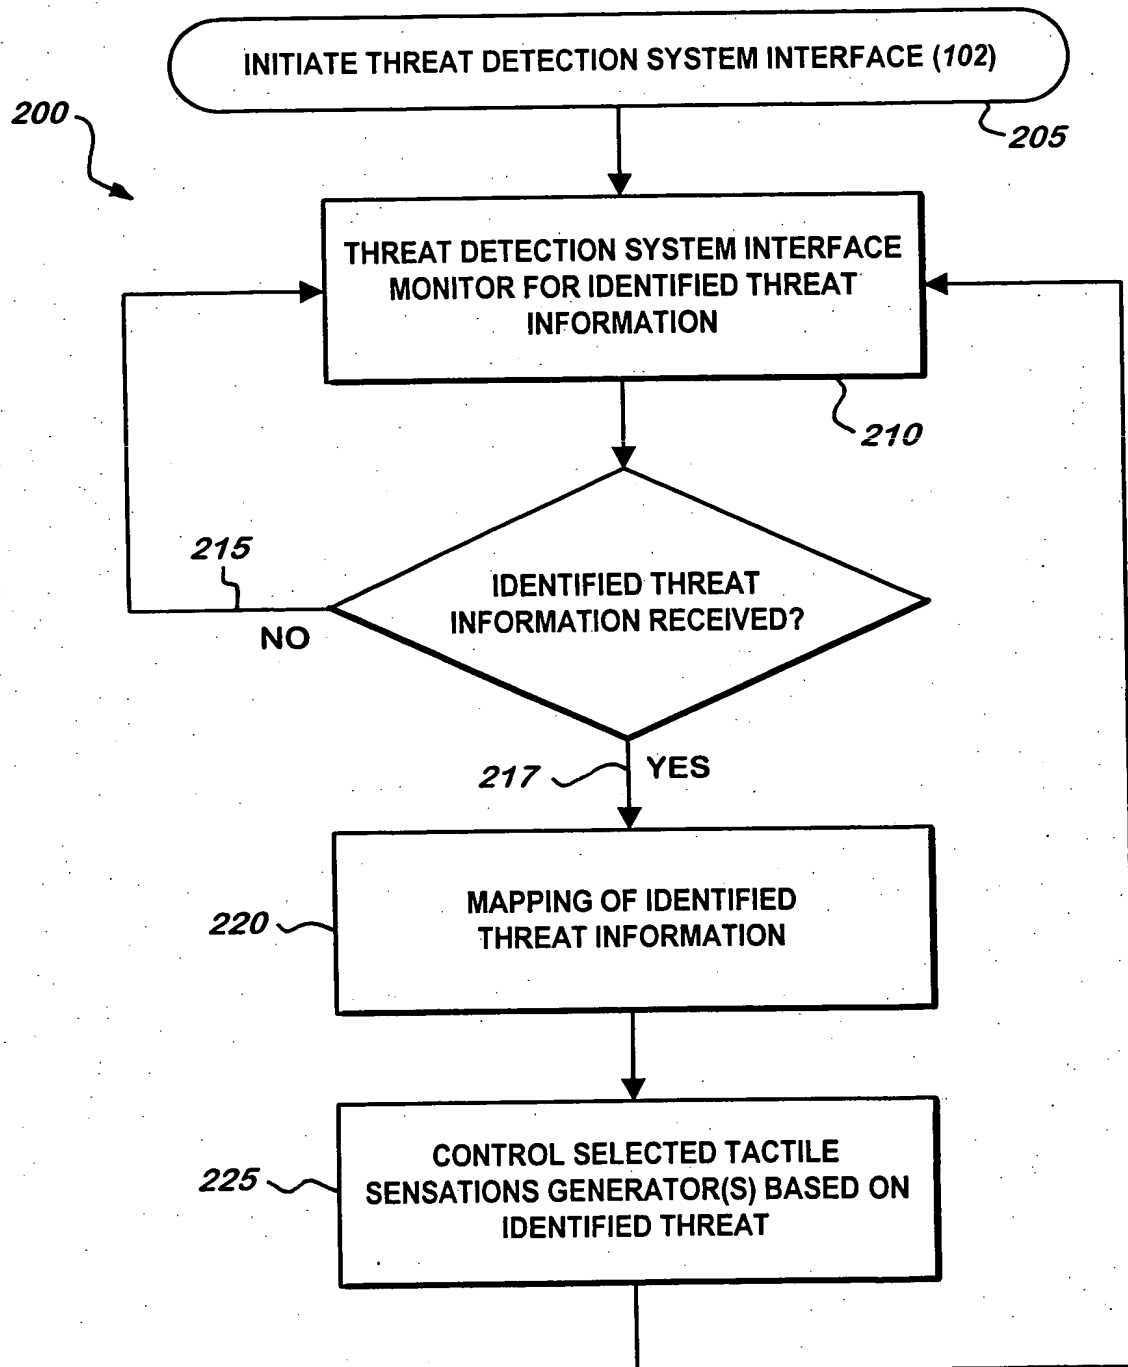 INITIATE THREAT DETECTION SYSTEM INTERFACE (102)
200
205
THREAT DETECTION SYSTEM INTERFACE
MONITOR FOR IDENTIFIED THREAT
INFORMATION
210
215
IDENTIFIED THREAT
INFORMATION RECEIVED?
NO
217
YES
MAPPING OF IDENTIFIED
THREAT INFORMATION
220
CONTROL SELECTED TACTILE
SENSATIONS GENERATOR(S) BASED ON
IDENTIFIED THREAT
225